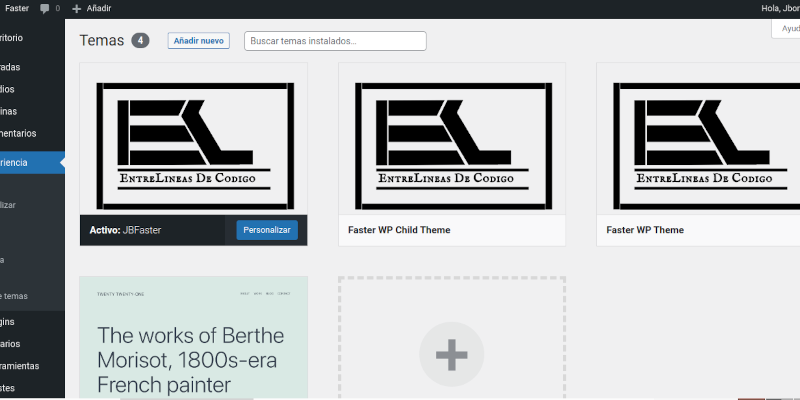 Faster 0 Añadir Hola, Jbor
Ayud
ritorio
radas
dios
inas
mentarios
riencia
lizar
a
e temas
gins
arios
ramientas
stes
Temas 4 Añadir nuevo Buscar temas instalados...
ENTRELINEAS DE CODIGO
ENTRELINEAS DE CODIGO
ENTRELINEAS DE CODIGO
Activo: JBFaster Personalizar
Faster WP Child Theme
Faster WP Theme
TWENTY TWENTY-ONE
The works of Berthe
Morisot, 1800s-era
French painter